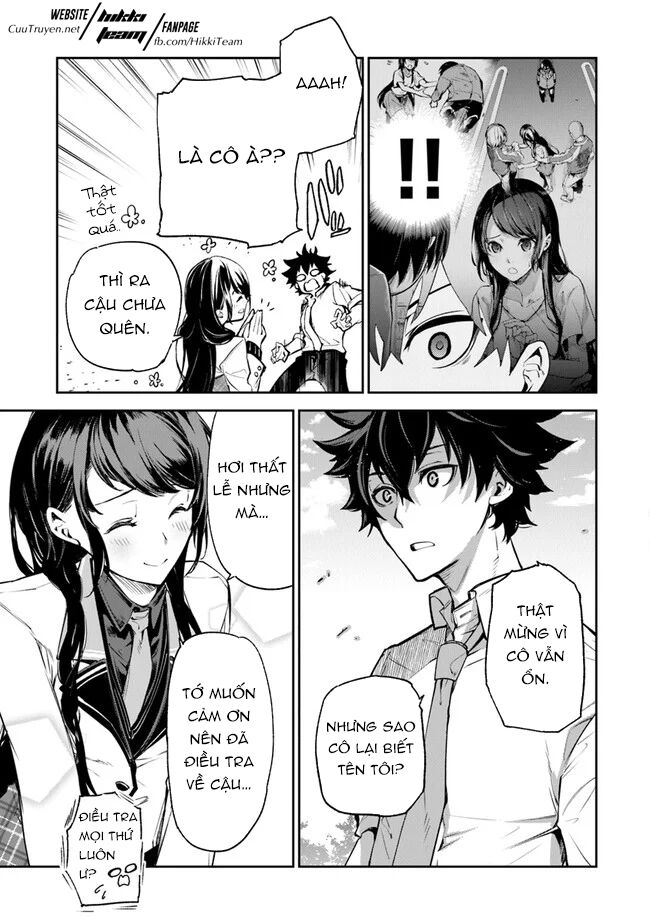 WEBSITE
CuuTruyen.net
HIKKI
TEAM
FANPAGE
fb.com/HikkiTeam
!!
AAAH!
LÀ CÔ À??
Thật
tốt
quá.
THÌ RA
CẬU CHƯA
QUÊN.
THẬT
MỪNG VÌ
CÔ VẪN
ỔN.
NHƯNG SAO
CÔ LẠI BIẾT
TÊN TÔI?
HƠI THẤT
LỄ NHƯNG
MÀ...
TỚ MUỐN
CẢM ƠN
NÊN ĐÃ
ĐIỀU TRA
VỀ CẬU...
ĐIỀU TRA
MỌI THỨ
LUÔN
Ư?